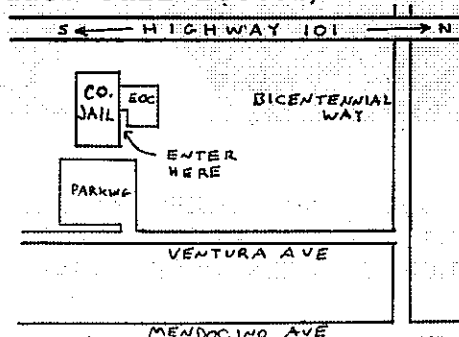 S HIGHWAY 101 N
CO.
JAIL
EOC
BICENTENNIAL
WAY
ENTER
HERE
PARKING
VENTURA AVE
MENDOCINO AVE